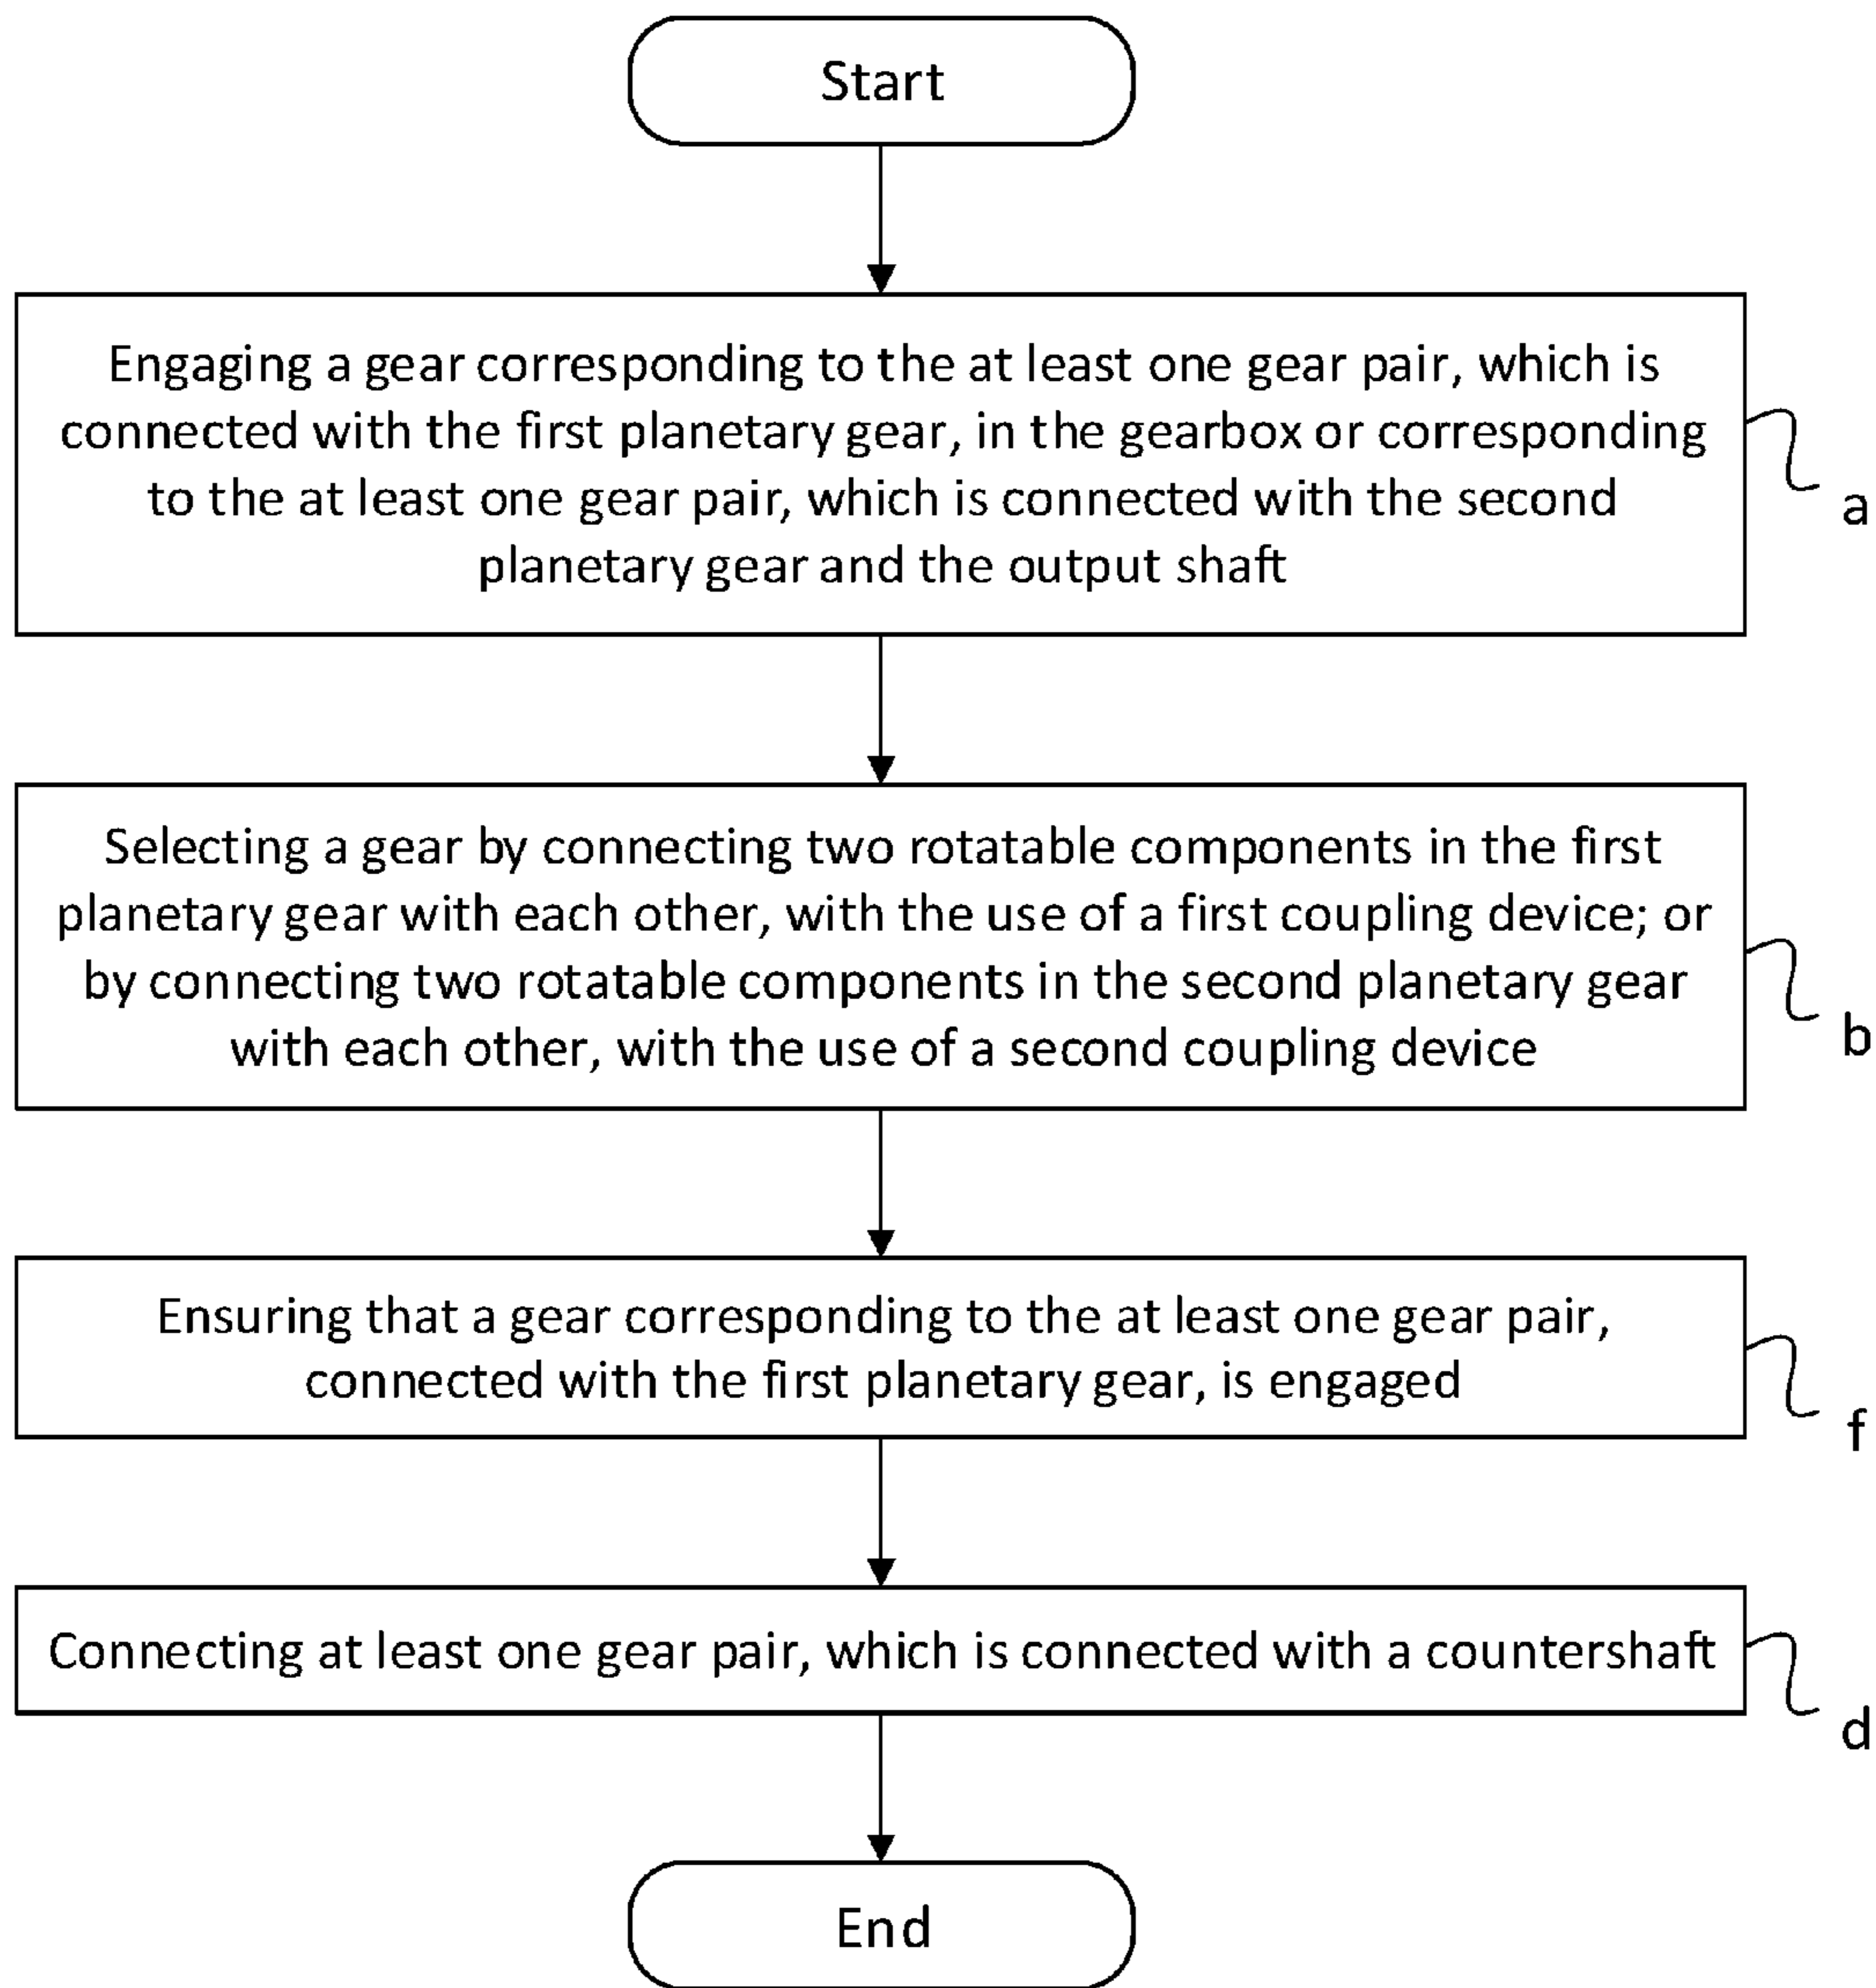 Start
Engaging a gear corresponding to the at least one gear pair, which is
connected with the first planetary gear, in the gearbox or corresponding
to the at least one gear pair, which is connected with the second
planetary gear and the output shaft
a
Selecting a gear by connecting two rotatable components in the first
planetary gear with each other, with the use of a first coupling device; or
by connecting two rotatable components in the second planetary gear
with each other, with the use of a second coupling device
b
Ensuring that a gear corresponding to the at least one gear pair,
connected with the first planetary gear, is engaged
f
Connecting at least one gear pair, which is connected with a countershaft
d
End